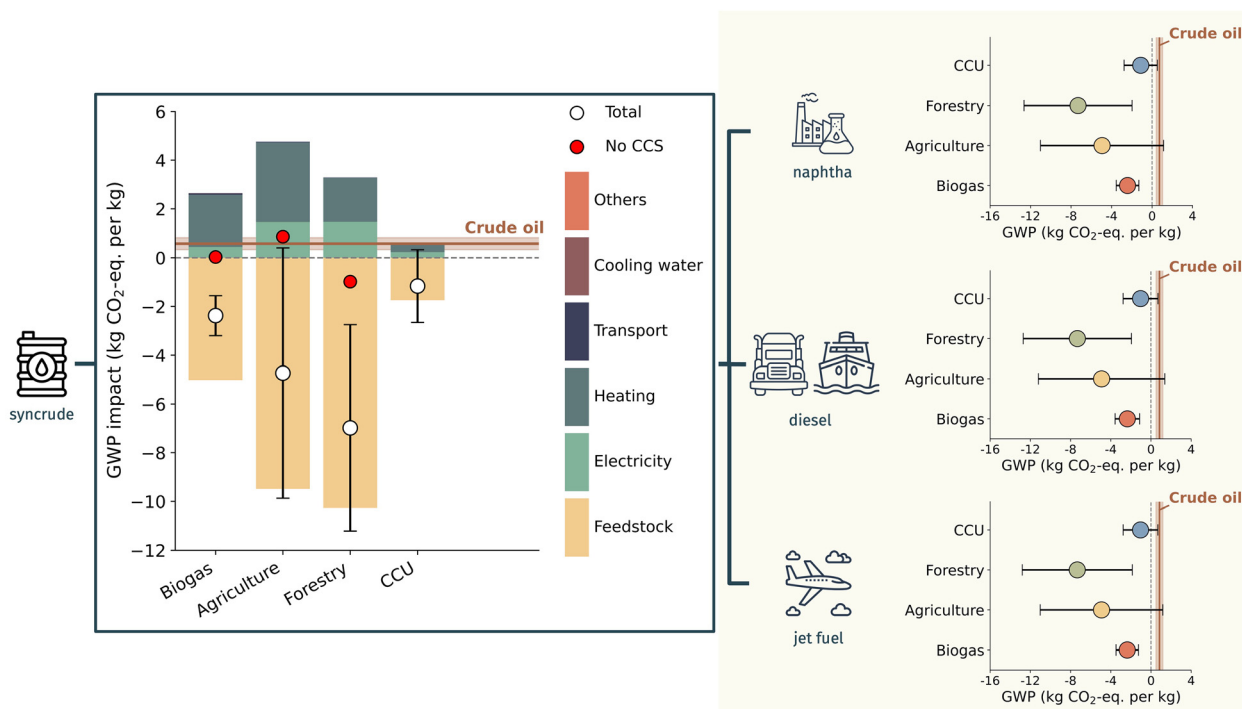 syncrude
GWP impact (kg CO₂-eq. per kg)
6
4
2
0
−2
−4
−6
−8
−10
−12
Biogas
Agriculture
Forestry
CCU
Crude oil
Total
No CCS
Others
Cooling water
Transport
Heating
Electricity
Feedstock
naphtha
Crude oil
CCU
Forestry
Agriculture
Biogas
-16 -8 -4 0 4
GWP (kg CO₂-eq. per kg)
diesel
Crude oil
CCU
Forestry
Agriculture
Biogas
-16 -8 -4 0 4
GWP (kg CO₂-eq. per kg)
jet fuel
Crude oil
CCU
Forestry
Agriculture
Biogas
-16 -8 -4 0 4
GWP (kg CO₂-eq. per kg)